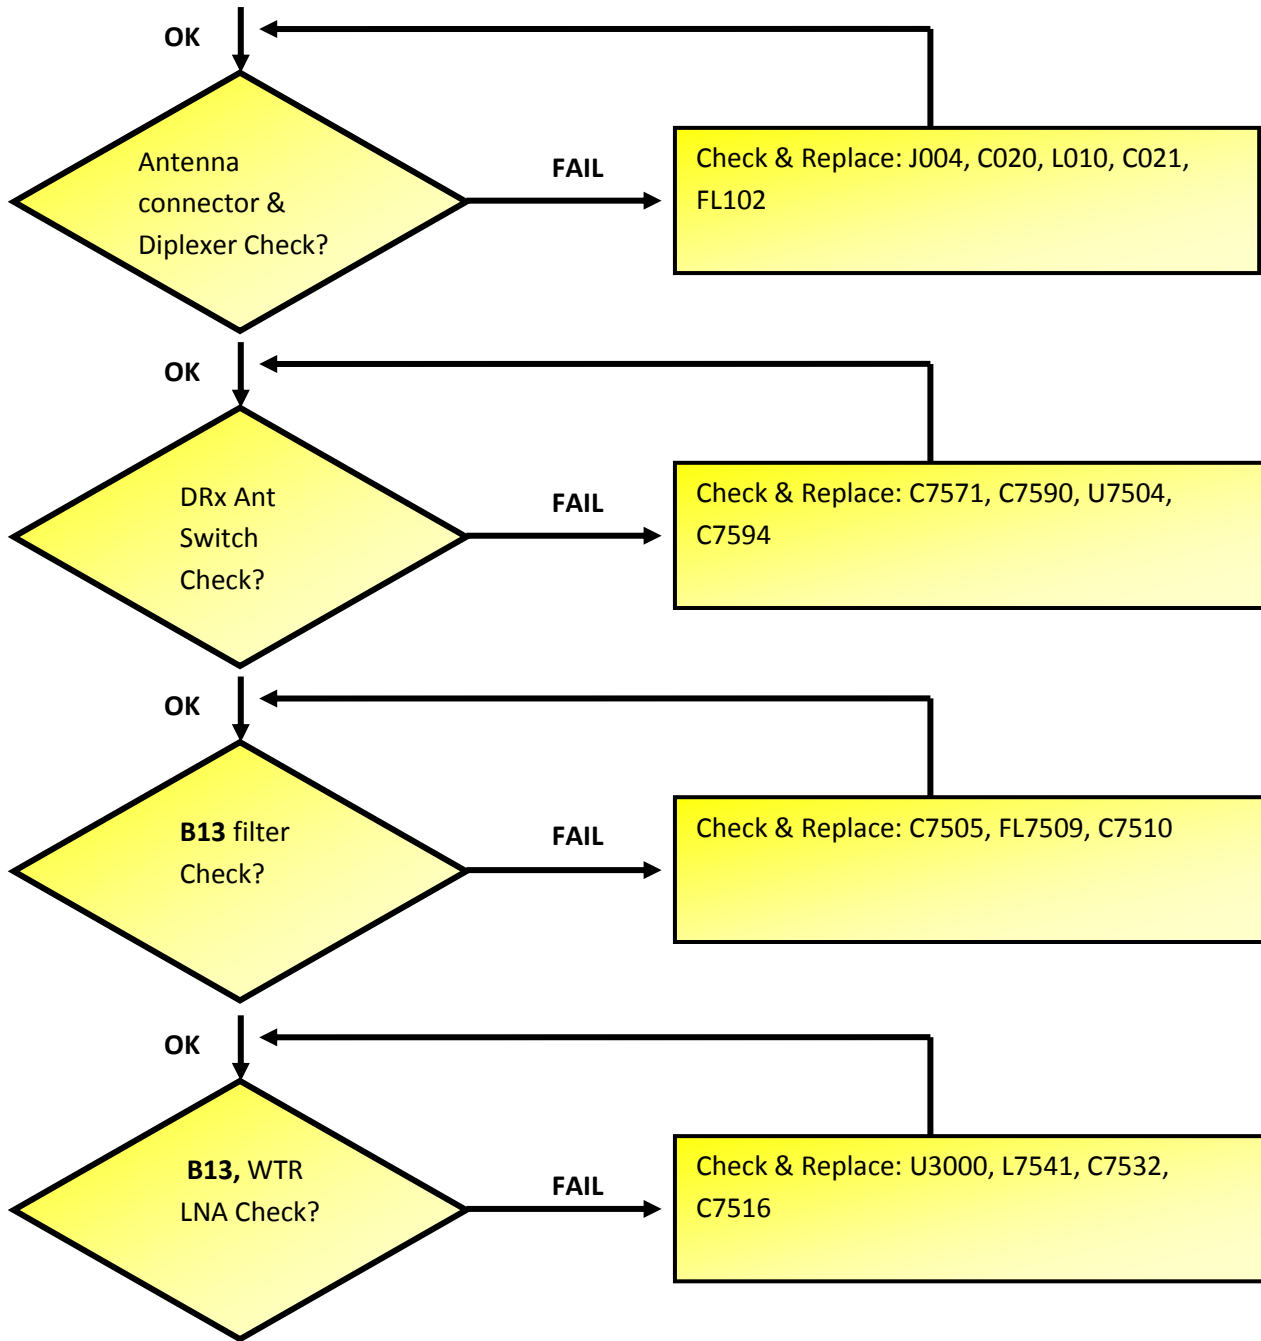 OK
Antenna
connector &
Diplexer Check?
FAIL
Check & Replace: J004, C020, L010, C021,
FL102
OK
DRx Ant
Switch
Check?
FAIL
Check & Replace: C7571, C7590, U7504,
C7594
OK
B13 filter
Check?
FAIL
Check & Replace: C7505, FL7509, C7510
OK
B13, WTR
LNA Check?
FAIL
Check & Replace: U3000, L7541, C7532,
C7516